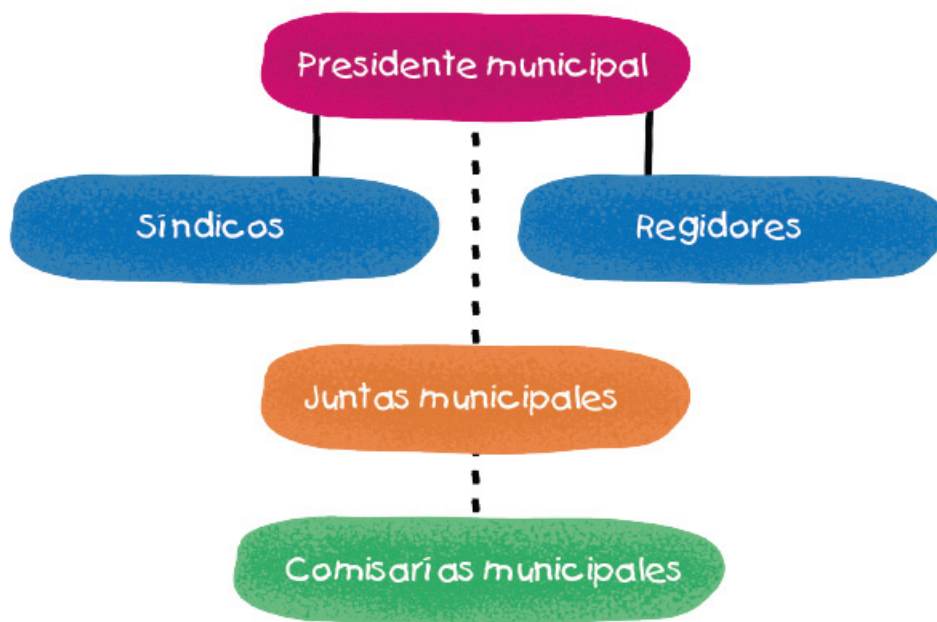 Presidente municipal
Síndicos
Regidores
Juntas municipales
Comisarías municipales